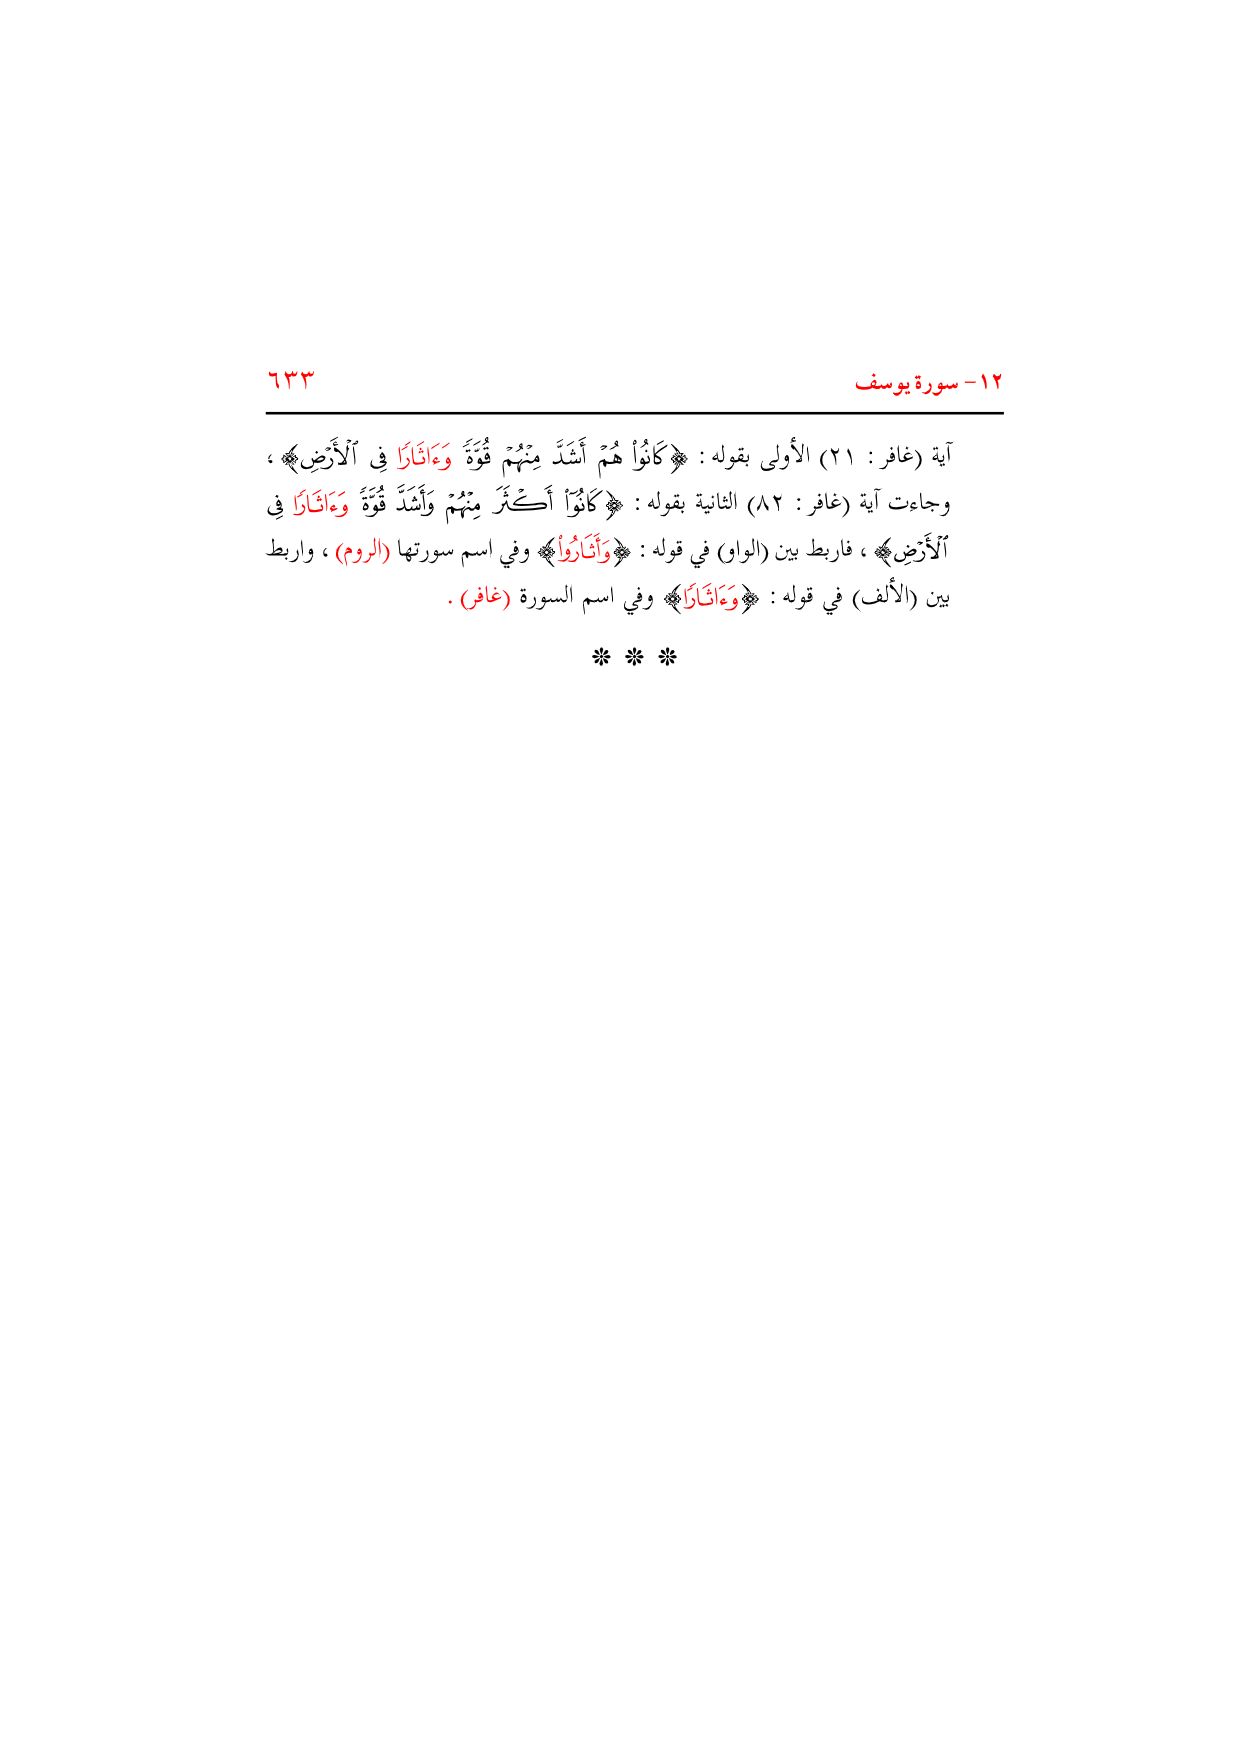 ١٢- سورة يوسف ٦٣٣
آية (غافر : ٢١) الأولى بقوله : ﴿كَانُوا۟ هُمۡ أَشَدَّ مِنۡهُمۡ قُوَّةࣰ وَءَاثَارࣰا فِی ٱلۡأَرۡضِ﴾ ،
وجاءت آية (غافر : ٨٢) الثانية بقوله : ﴿كَانُوۤا۟ أَكۡثَرَ مِنۡهُمۡ وَأَشَدَّ قُوَّةࣰ وَءَاثَارࣰا فِی
ٱلۡأَرۡضِ﴾ ، فاربط بين (الواو) في قوله : ﴿وَأَثَارُوا۟﴾ وفي اسم سورتها (الروم) ، واربط
بين (الألف) في قوله : ﴿وَءَاثَارࣰا﴾ وفي اسم السورة (غافر) .
❊ ❊ ❊